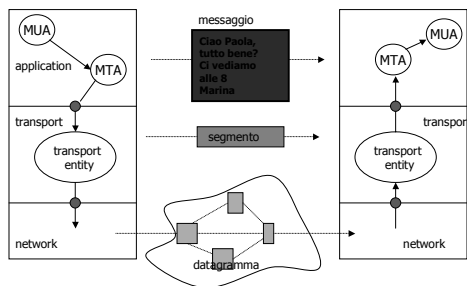 messaggio
MUA
application
MTA
Ciao Paola,
tutto bene?
Ci vediamo
alle 8
Marina
MUA
MTA
transport
transport
entity
segmento
transpor
transport
entity
network
datagramma
network